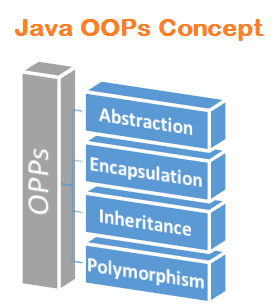 Java OOPs Concept
OPPs
Abstraction
Encapsulation
Inheritance
Polymorphism